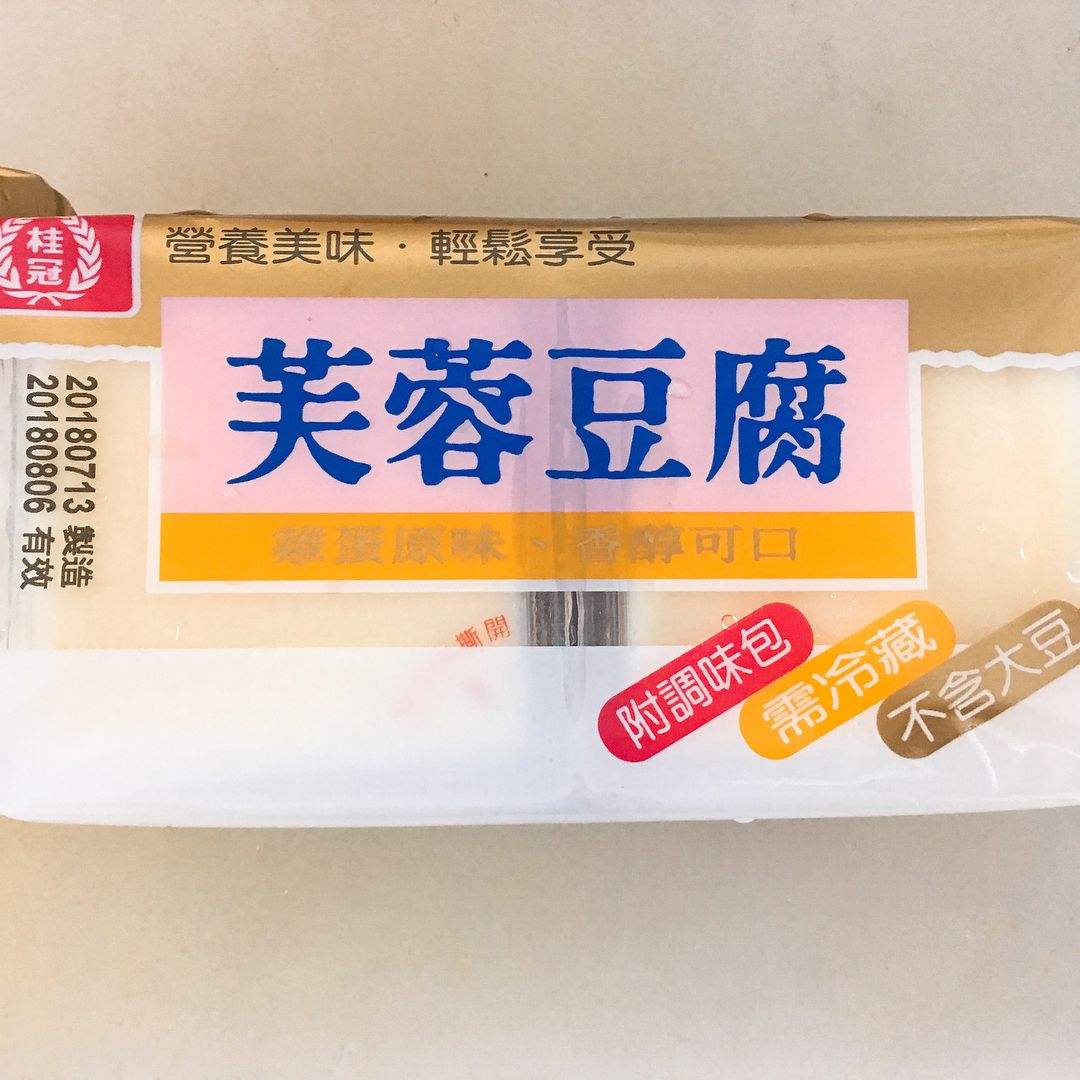 桂冠
營養美味·輕鬆享受
芙蓉豆腐
雞蛋原味、香醇可口
20180713 製造
20180806 有效
撕開
附調味包
需冷藏
不含大豆